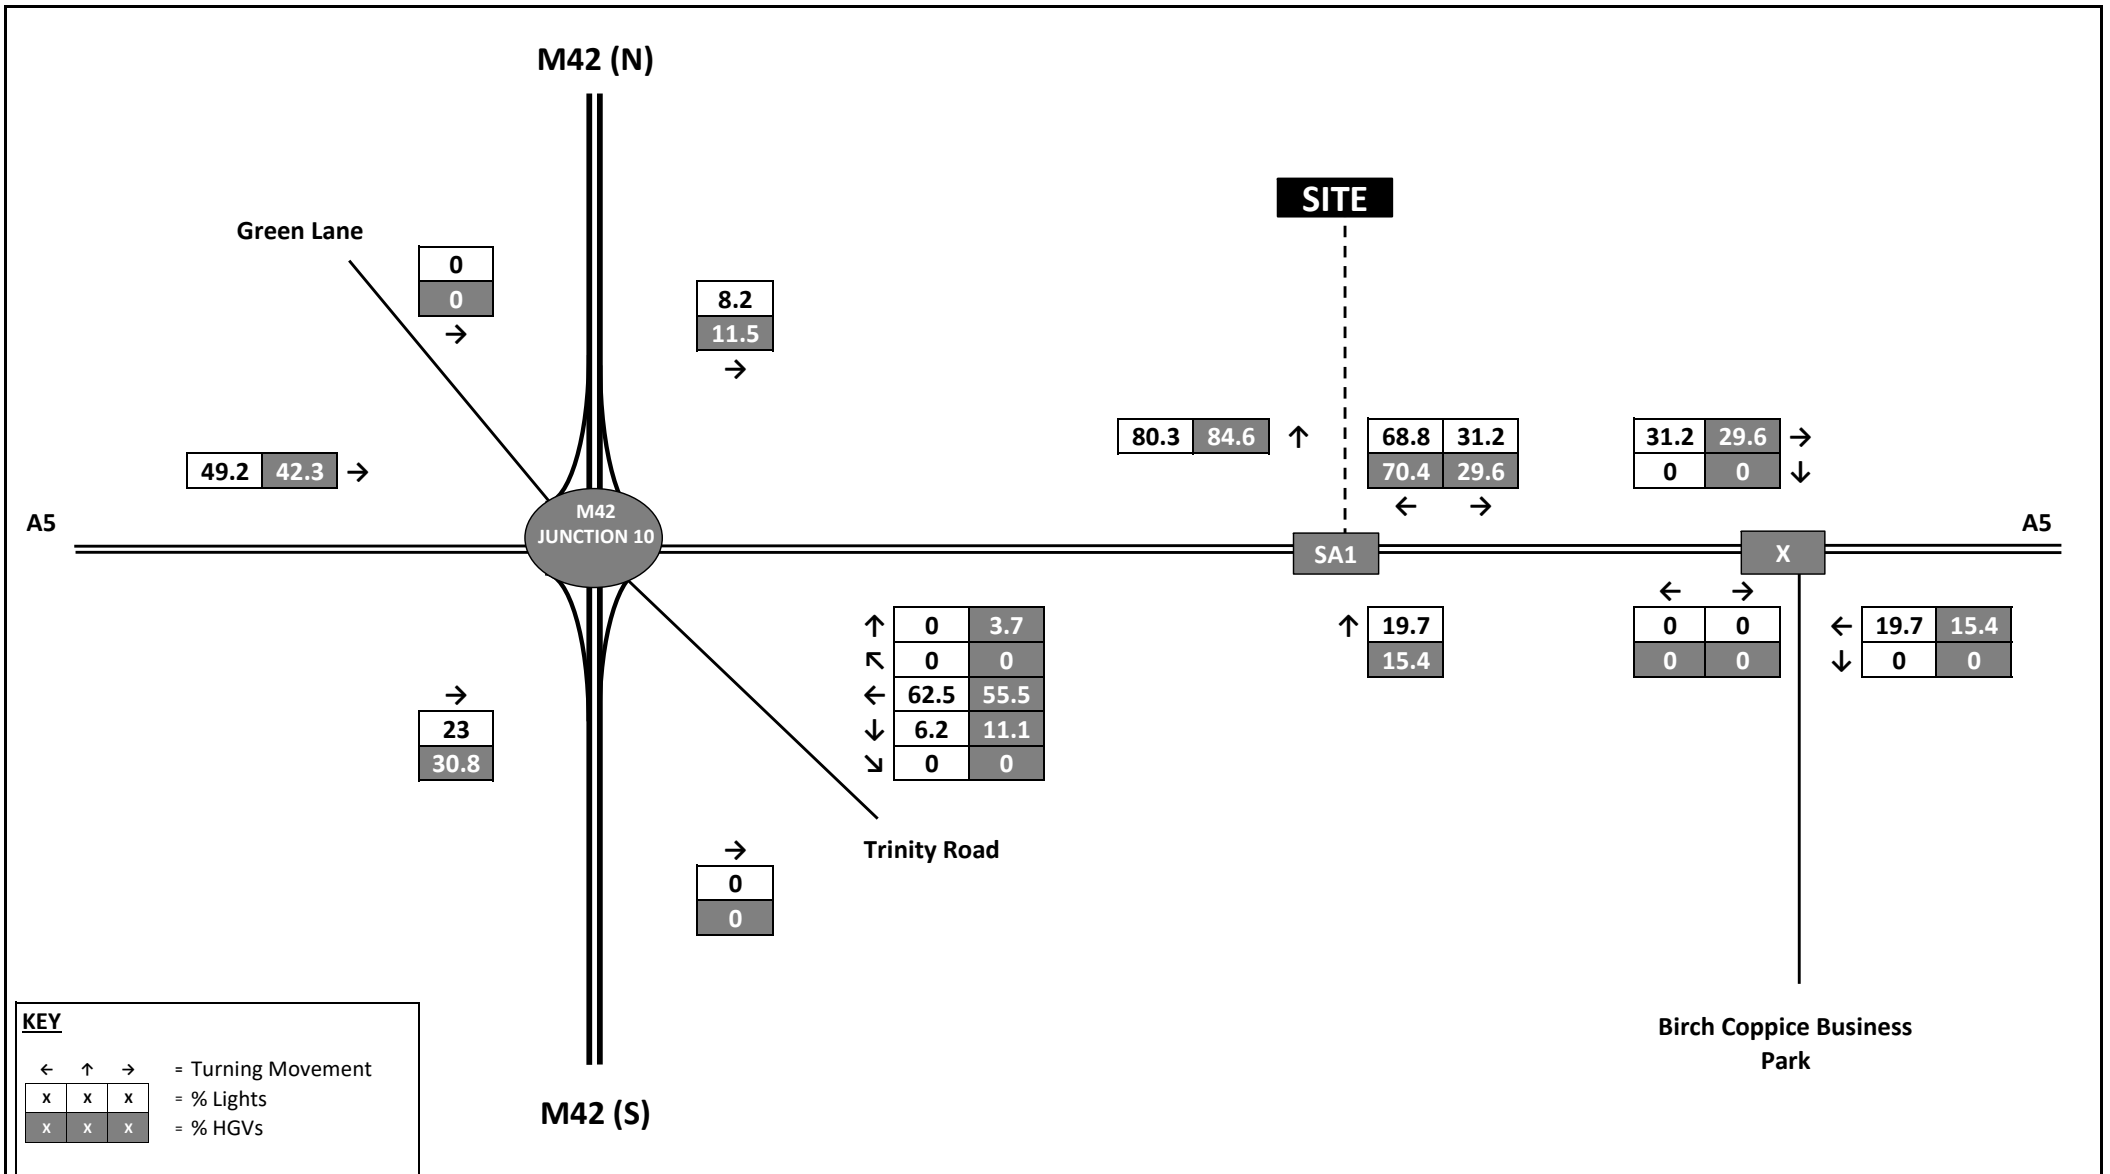 M42 (N)
SITE
Green Lane
0
0
→
8.2
11.5
→
80.3 84.6 ↑
68.8 31.2
70.4 29.6
← →
31.2 29.6 →
0 0 ↓
49.2 42.3 →
A5
M42
JUNCTION 10
SA1
X
A5
↑ 0 3.7
↖ 0 0
← 62.5 55.5
↓ 6.2 11.1
↘ 0 0
↑ 19.7
15.4
← →
0 0
0 0
← 19.7 15.4
↓ 0 0
→
23
30.8
→
0
0
Trinity Road
Birch Coppice Business
Park
M42 (S)
KEY
← ↑ → = Turning Movement
x x x = % Lights
x x x = % HGVs